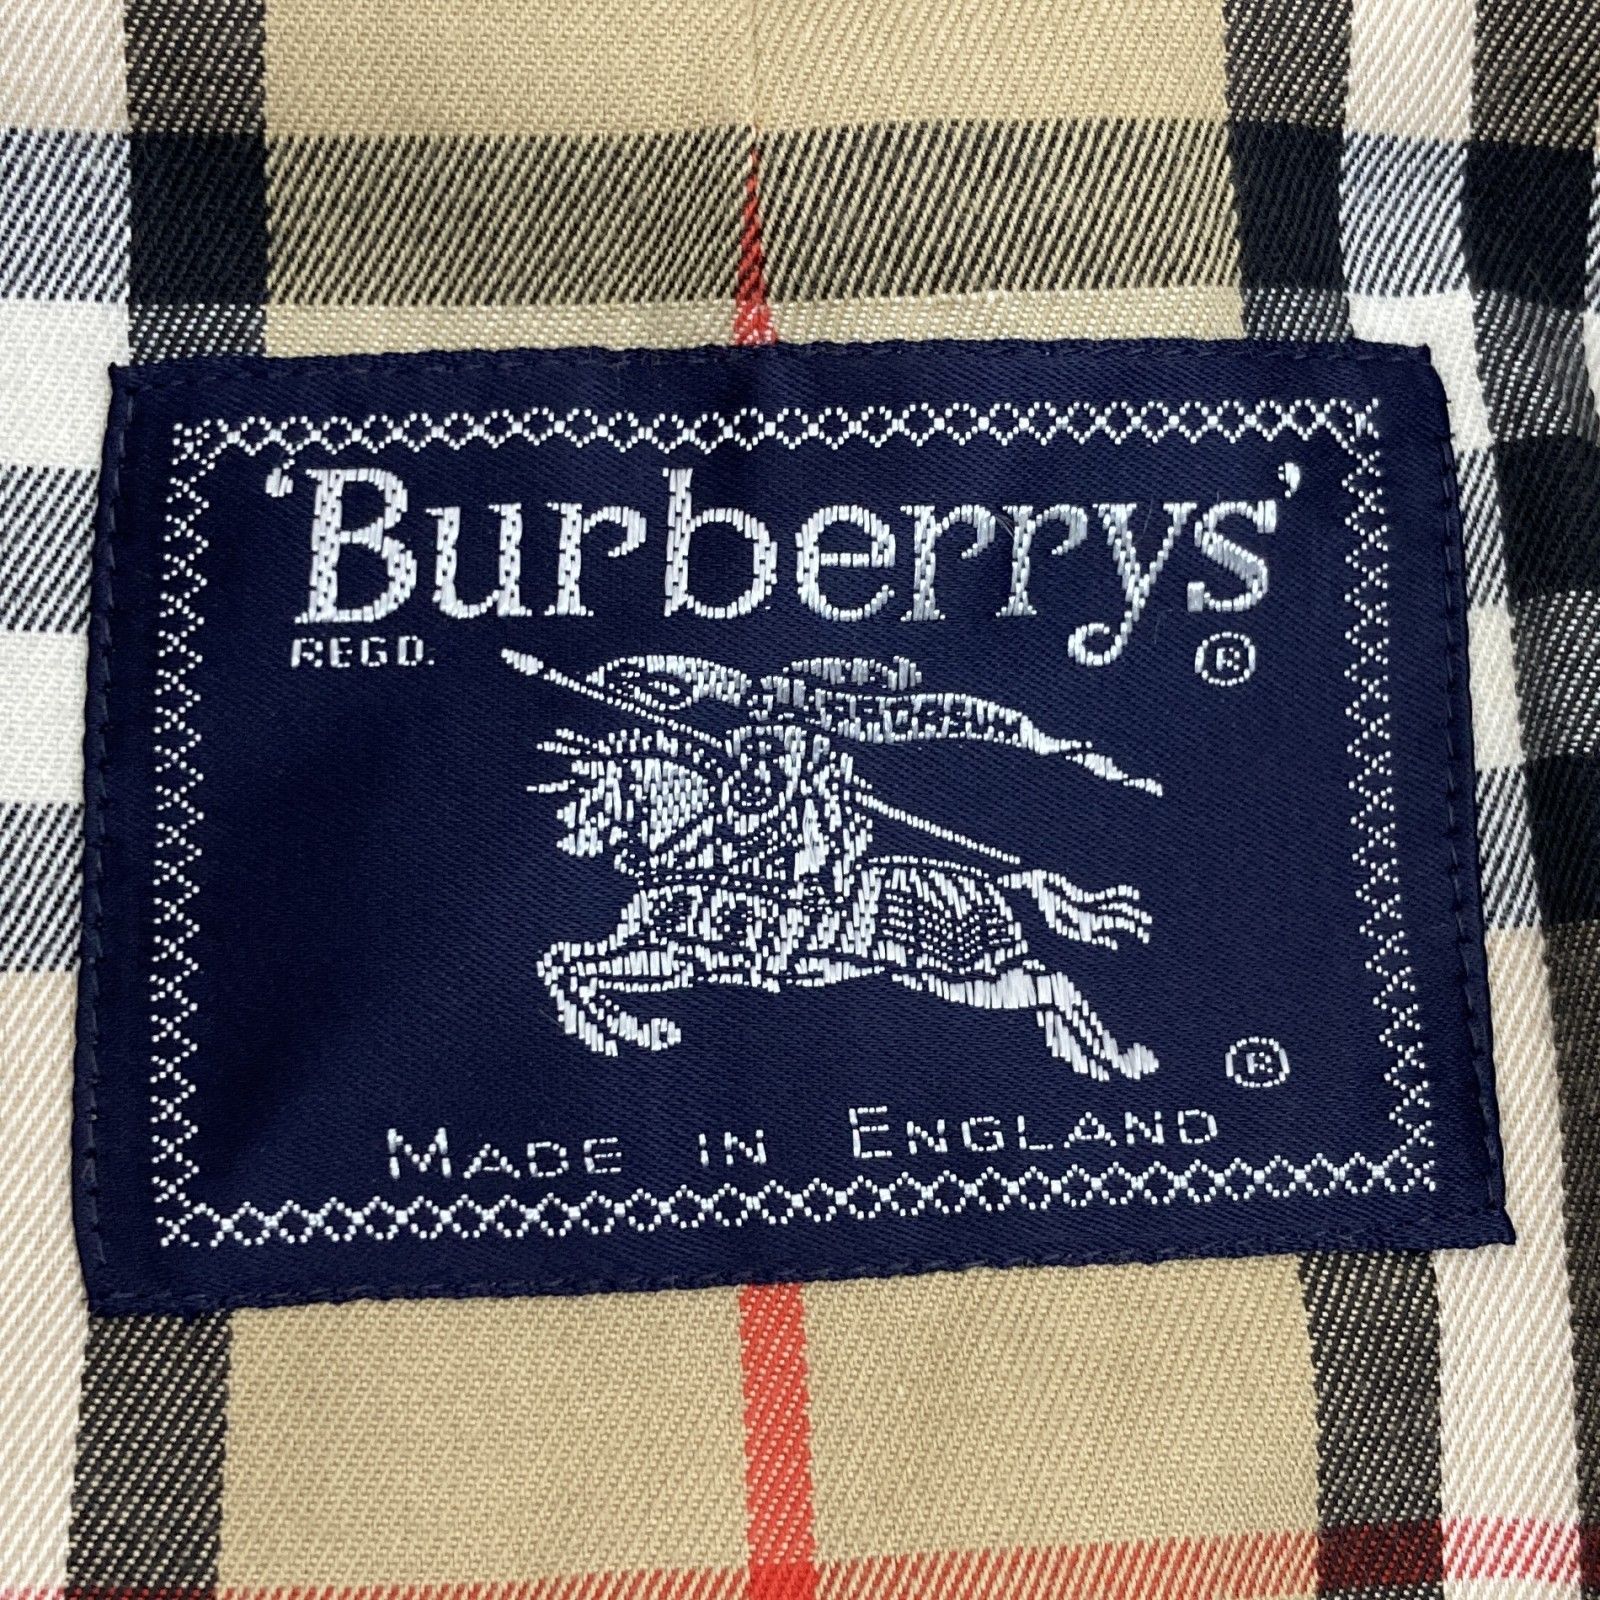 ‘Burberrys’
REGD. ®
®
MADE IN ENGLAND